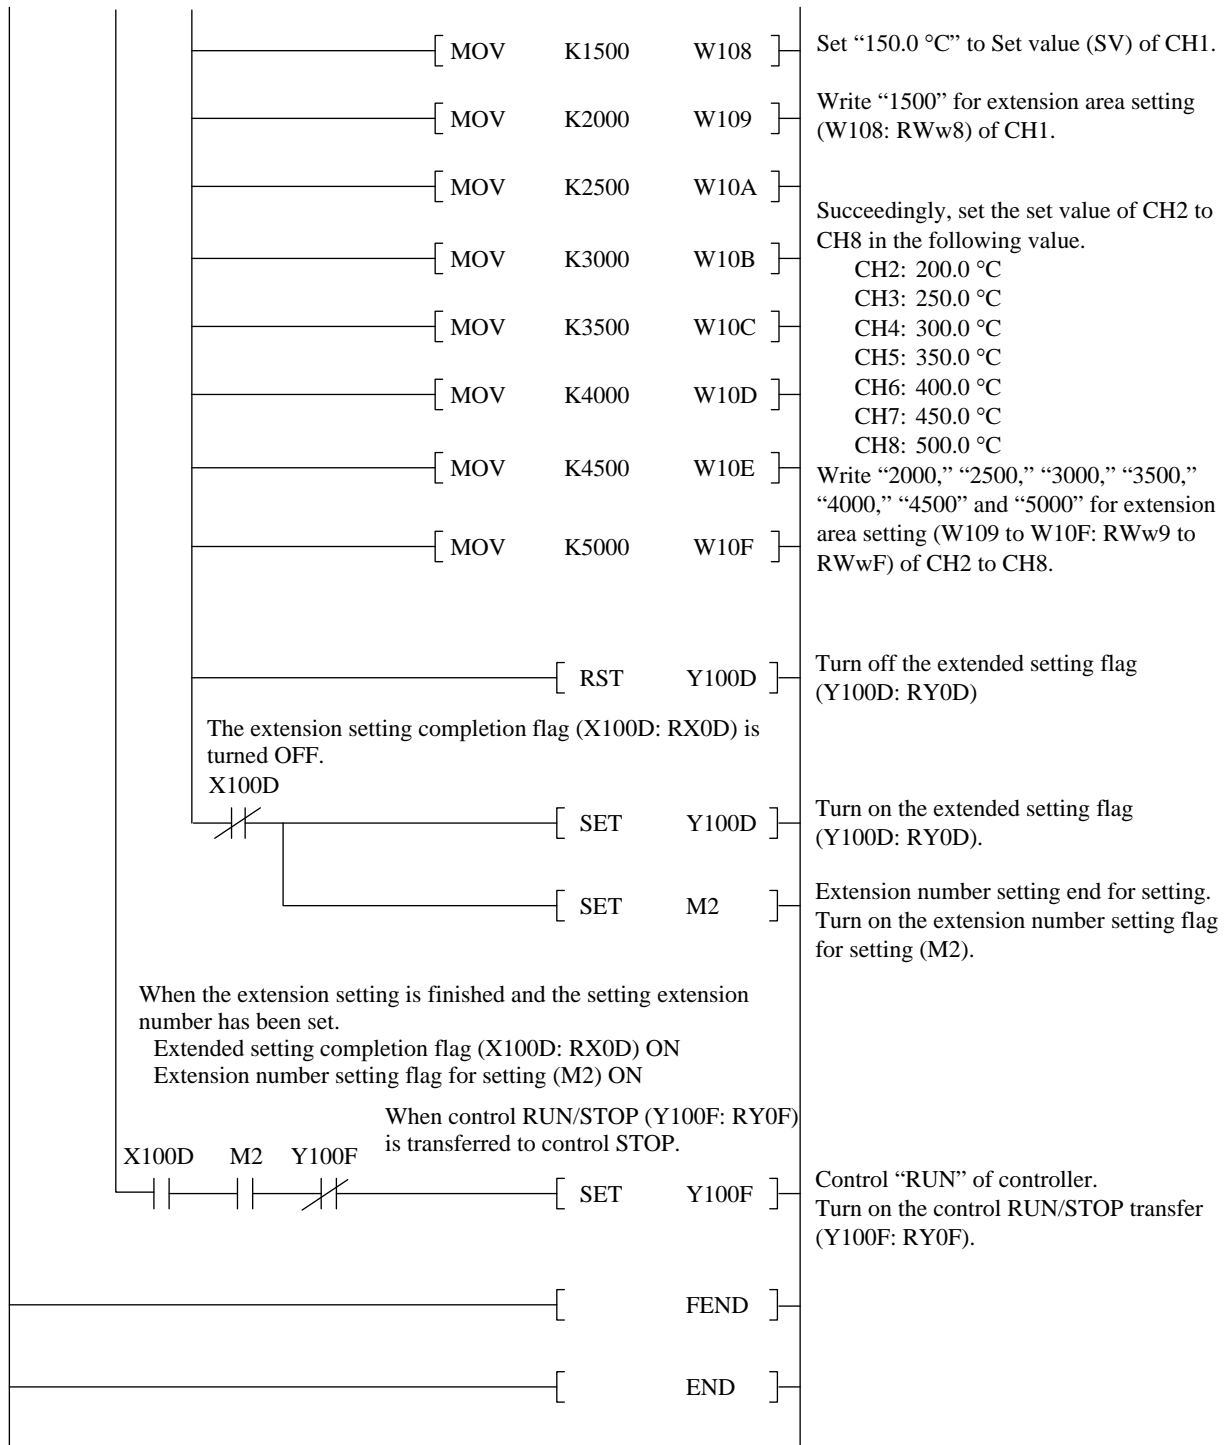 MOV K1500 W108
Set “150.0 °C” to Set value (SV) of CH1.
MOV K2000 W109
Write “1500” for extension area setting
(W108: RWw8) of CH1.
MOV K2500 W10A
MOV K3000 W10B
MOV K3500 W10C
MOV K4000 W10D
MOV K4500 W10E
MOV K5000 W10F
Succeedingly, set the set value of CH2 to
CH8 in the following value.
CH2: 200.0 °C
CH3: 250.0 °C
CH4: 300.0 °C
CH5: 350.0 °C
CH6: 400.0 °C
CH7: 450.0 °C
CH8: 500.0 °C
Write “2000,” “2500,” “3000,” “3500,”
“4000,” “4500” and “5000” for extension
area setting (W109 to W10F: RWw9 to
RWwF) of CH2 to CH8.
RST Y100D
Turn off the extended setting flag
(Y100D: RY0D)
The extension setting completion flag (X100D: RX0D) is
turned OFF.
X100D
SET Y100D
Turn on the extended setting flag
(Y100D: RY0D).
SET M2
Extension number setting end for setting.
Turn on the extension number setting flag
for setting (M2).
When the extension setting is finished and the setting extension
number has been set.
Extended setting completion flag (X100D: RX0D) ON
Extension number setting flag for setting (M2) ON
When control RUN/STOP (Y100F: RY0F)
is transferred to control STOP.
X100D M2 Y100F
SET Y100F
Control “RUN” of controller.
Turn on the control RUN/STOP transfer
(Y100F: RY0F).
FEND
END